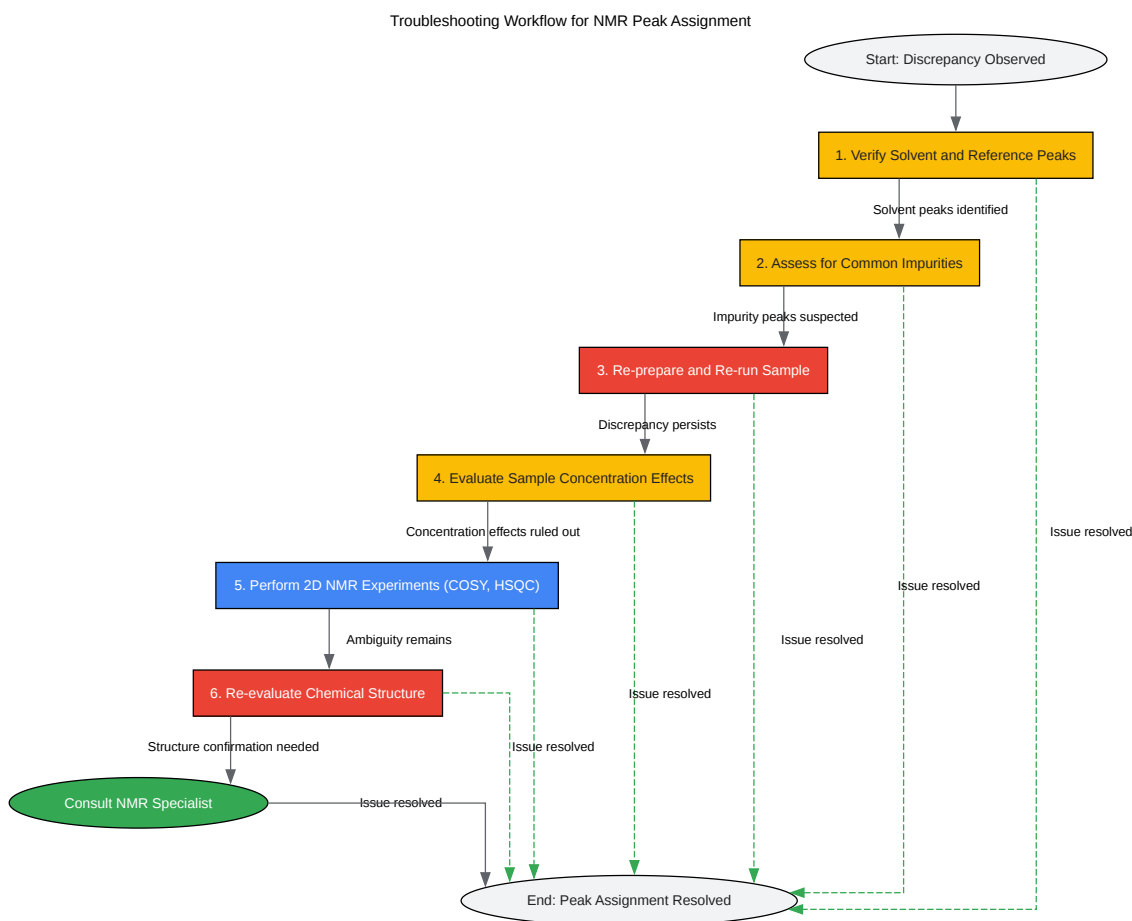 Troubleshooting Workflow for NMR Peak Assignment
Start: Discrepancy Observed
1. Verify Solvent and Reference Peaks
Solvent peaks identified
2. Assess for Common Impurities
Impurity peaks suspected
3. Re-prepare and Re-run Sample
Discrepancy persists
4. Evaluate Sample Concentration Effects
Concentration effects ruled out
Issue resolved
5. Perform 2D NMR Experiments (COSY, HSQC)
Issue resolved
Ambiguity remains
Issue resolved
6. Re-evaluate Chemical Structure
Issue resolved
Structure confirmation needed
Issue resolved
Consult NMR Specialist
Issue resolved
End: Peak Assignment Resolved